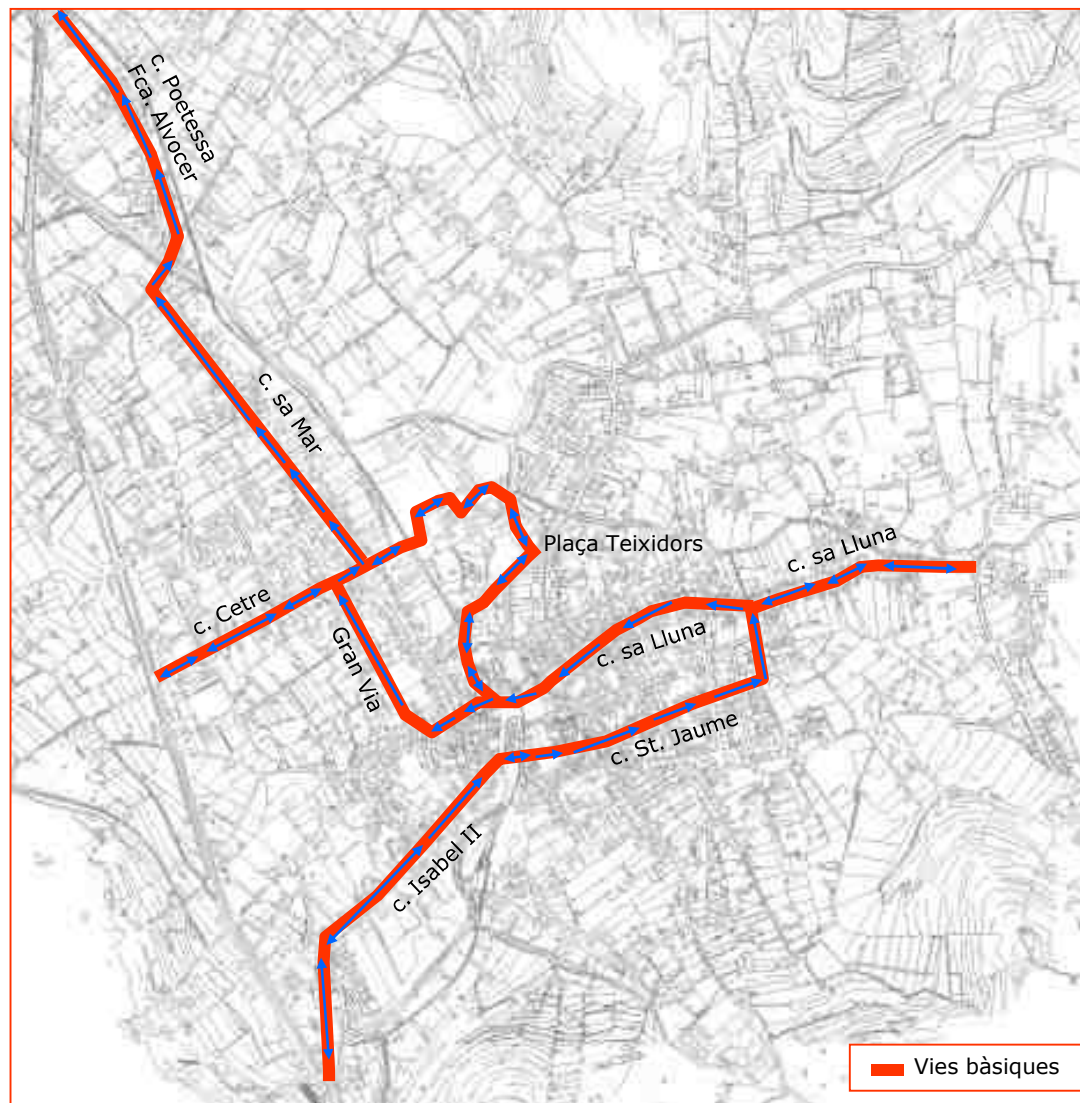 c. Poetessa
Fca. Alvocer
c. sa Mar
Plaça Teixidors
c. sa Lluna
c. Cetre
Gran Via
c. sa Lluna
c. St. Jaume
c. Isabel II
Vies bàsiques